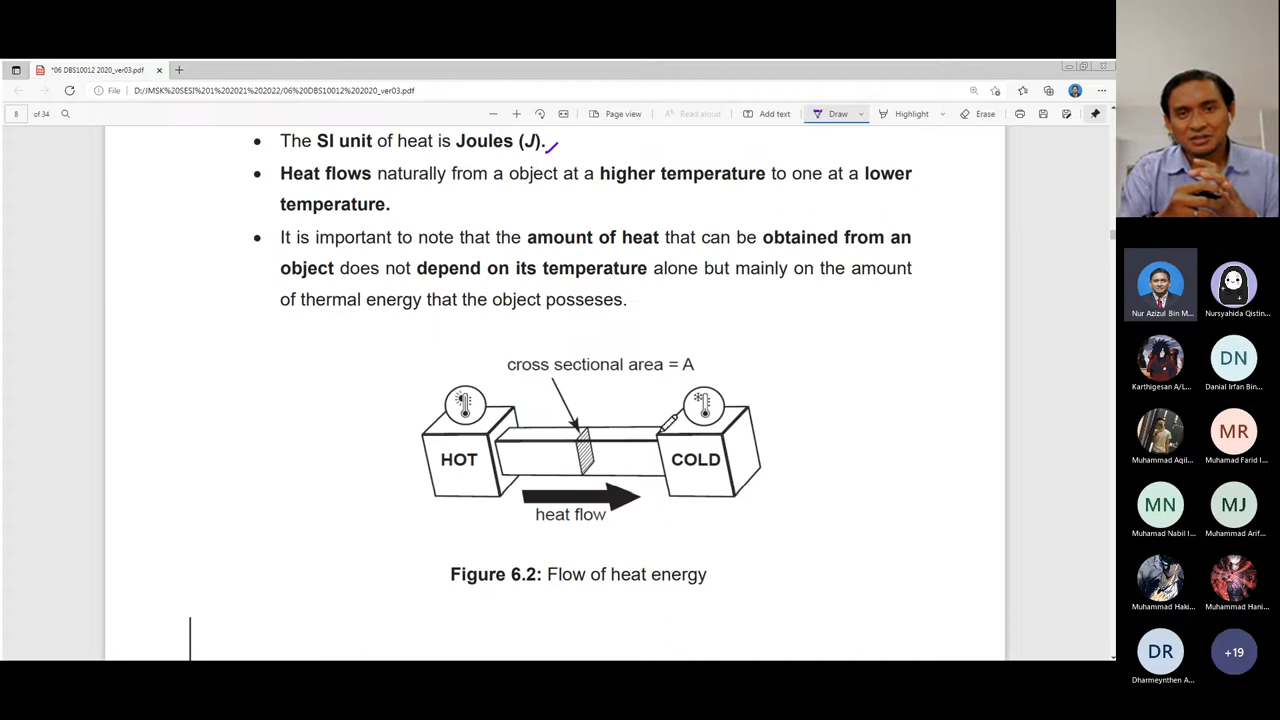 *06 DBS10012 2020_ver03.pdf
File
D:/JMSK%20SESI%201%202021%202022/06%20DBS10012%202020_ver03.pdf
8 of 34
Page view
Read aloud
Add text
Draw
Highlight
Erase
• The SI unit of heat is Joules (J).
• Heat flows naturally from a object at a higher temperature to one at a lower
temperature.
• It is important to note that the amount of heat that can be obtained from an
object does not depend on its temperature alone but mainly on the amount
of thermal energy that the object posseses.
cross sectional area = A
HOT
COLD
heat flow
Figure 6.2: Flow of heat energy
Nur Azizul Bin M...
Nursyahida Qistin...
Karthigesan A/L...
DN
Danial Irfan Bin...
Muhammad Aqil...
MR
Muhamad Farid I...
MN
Muhamad Nabil I...
MJ
Muhammad Arif...
Muhammad Haki...
Muhammad Hani...
DR
Dharmeynthen A...
+19